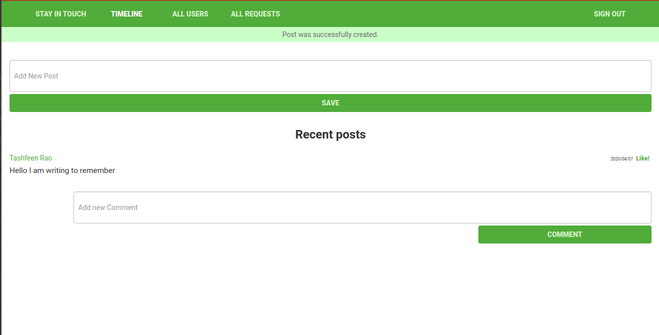 STAY IN TOUCH TIMELINE ALL USERS ALL REQUESTS SIGN OUT
Post was successfully created.
Add New Post
SAVE
Recent posts
Tashfeen Rao 2020/04/07 Like!
Hello I am writing to remember
Add new Comment
COMMENT